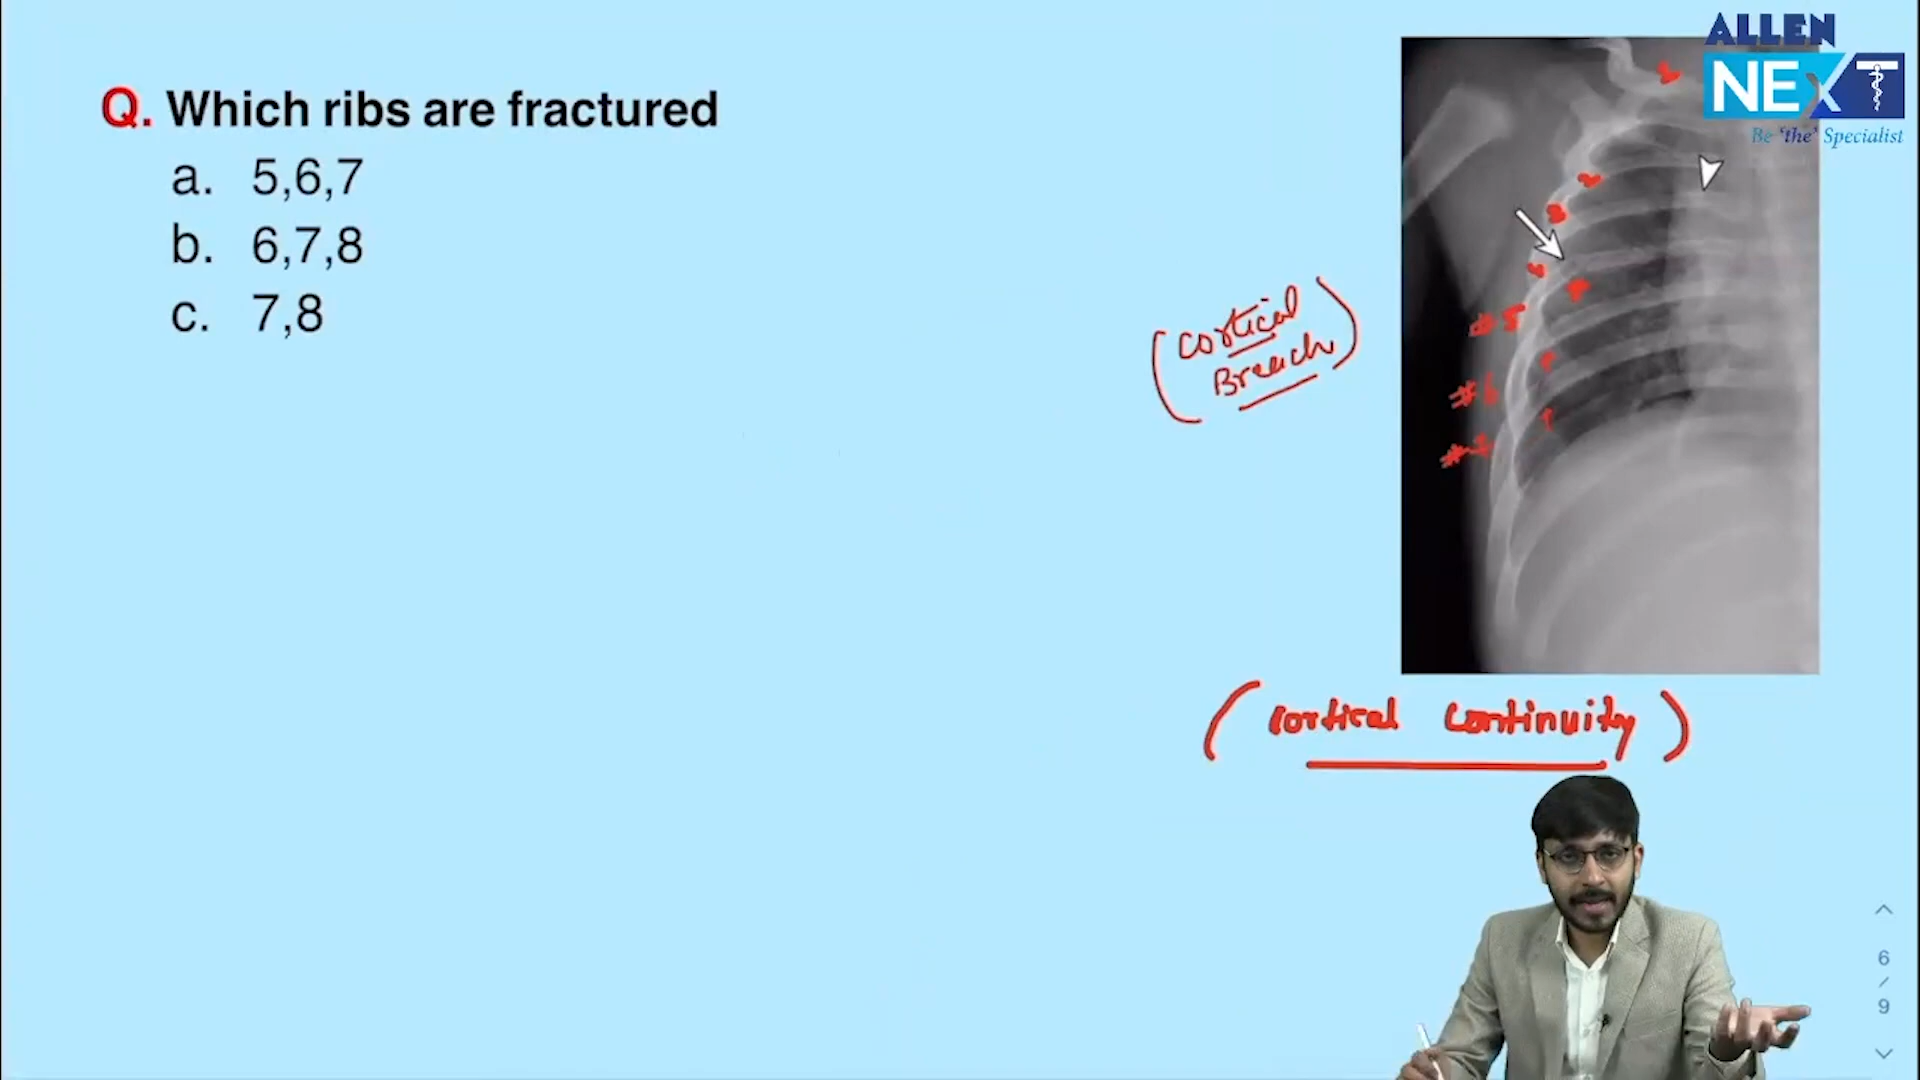 ALLEN
NEXT
Be 'the' Specialist
Q. Which ribs are fractured
a. 5,6,7
b. 6,7,8
c. 7,8
(Cortical
Breach)
#5
#6
#7
(cortical continuity)
6
/
9